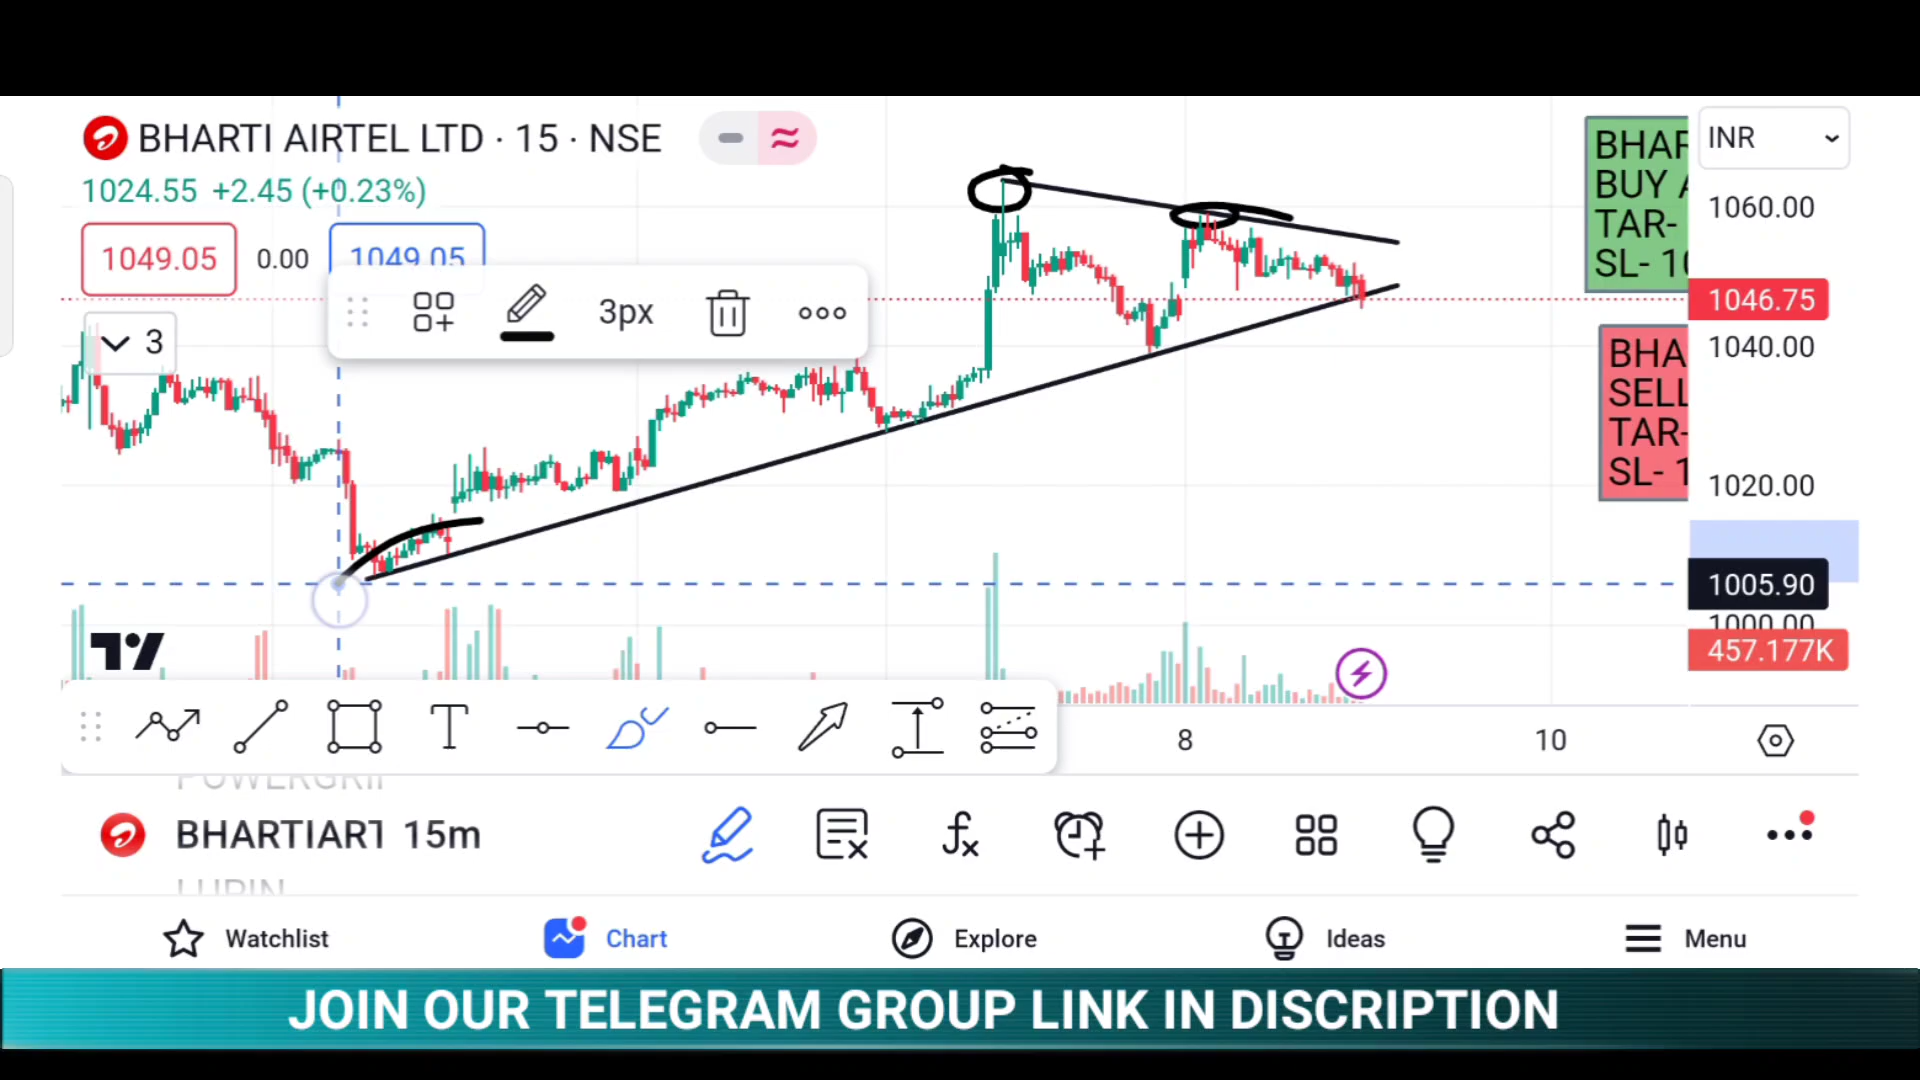 BHARTI AIRTEL LTD · 15 · NSE
1024.55 +2.45 (+0.23%)
1049.05 0.00 1049.05
3px
3
BHAR
BUY
TAR-
SL- 1
BHA
SELL
TAR-
SL- 1
INR
1060.00
1046.75
1040.00
1020.00
1005.90
1000.00
457.177K
8 10
T
POWERGRI
BHARTIART 15m
LUPIN
Watchlist Chart Explore Ideas Menu
JOIN OUR TELEGRAM GROUP LINK IN DISCRIPTION